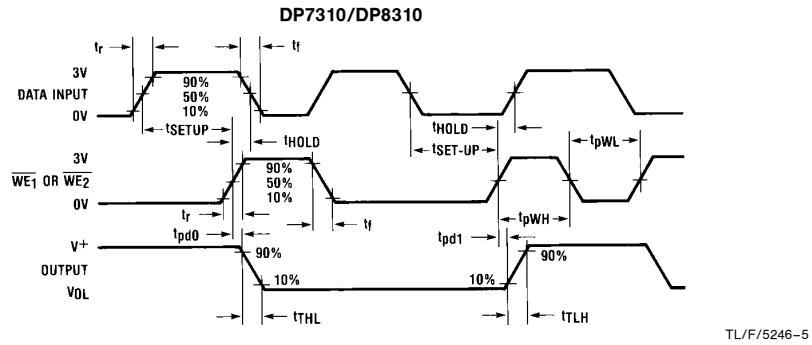 DP7310/DP8310
tr
tf
3V
DATA INPUT
0V
90%
50%
10%
tSETUP
tHOLD
tHOLD
tSET-UP
tpWL
3V
WE1 OR WE2
0V
90%
50%
10%
tr
tf
tpWH
tpd0
tpd1
V+
OUTPUT
VOL
90%
10%
10%
90%
tTHL
tTLH
TL/F/5246–5